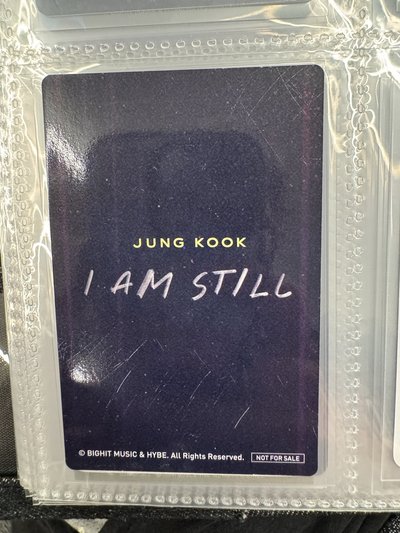 JUNG KOOK
I AM STILL
© BIGHIT MUSIC & HYBE. All Rights Reserved. NOT FOR SALE